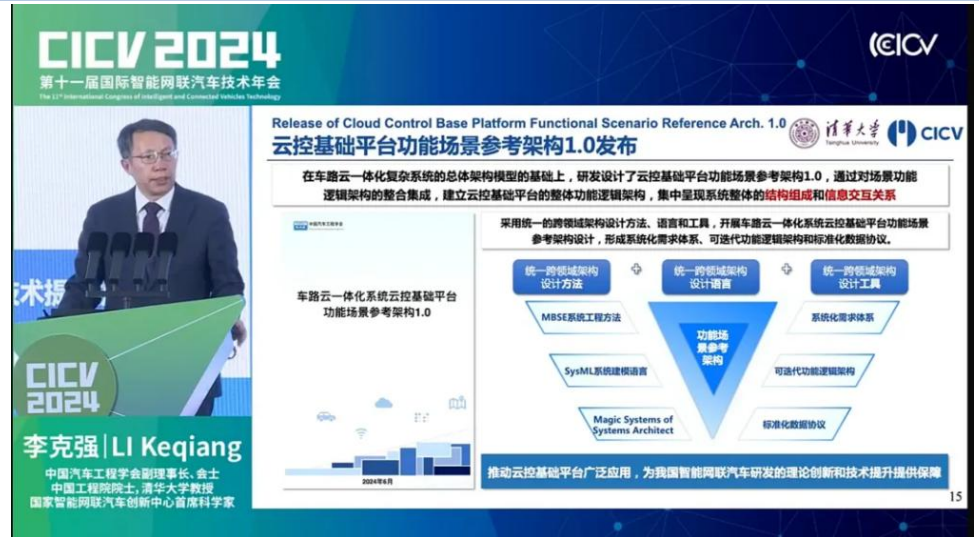 CICV 2024
第十一届国际智能网联汽车技术年会
The 11th International Congress of Intelligent and Connected Vehicles Technology
CICV
Release of Cloud Control Base Platform Functional Scenario Reference Arch. 1.0
云控基础平台功能场景参考架构1.0发布
清华大学
Tsinghua University
CICV
在车路云一体化复杂系统的总体架构模型的基础上，研发设计了云控基础平台功能场景参考架构1.0，通过对场景功能
逻辑架构的整合集成，建立云控基础平台的整体功能逻辑架构，集中呈现系统整体的结构组成和信息交互关系
中国汽车工程学会
车路云一体化系统云控基础平台
功能场景参考架构1.0
2024年6月
采用统一的跨领域架构设计方法、语言和工具，开展车路云一体化系统云控基础平台功能场景
参考架构设计，形成系统化需求体系、可迭代功能逻辑架构和标准化数据协议。
统一跨领域架构
设计方法
统一跨领域架构
设计语言
统一跨领域架构
设计工具
MBSE系统工程方法
SysML系统建模语言
Magic Systems of
Systems Architect
功能场
景参考
架构
系统化需求体系
可迭代功能逻辑架构
标准化数据协议
推动云控基础平台广泛应用，为我国智能网联汽车研发的理论创新和技术提升提供保障
15
术
CICV
2024
李克强|LI Keqiang
中国汽车工程学会副理事长、会士
中国工程院院士，清华大学教授
国家智能网联汽车创新中心首席科学家